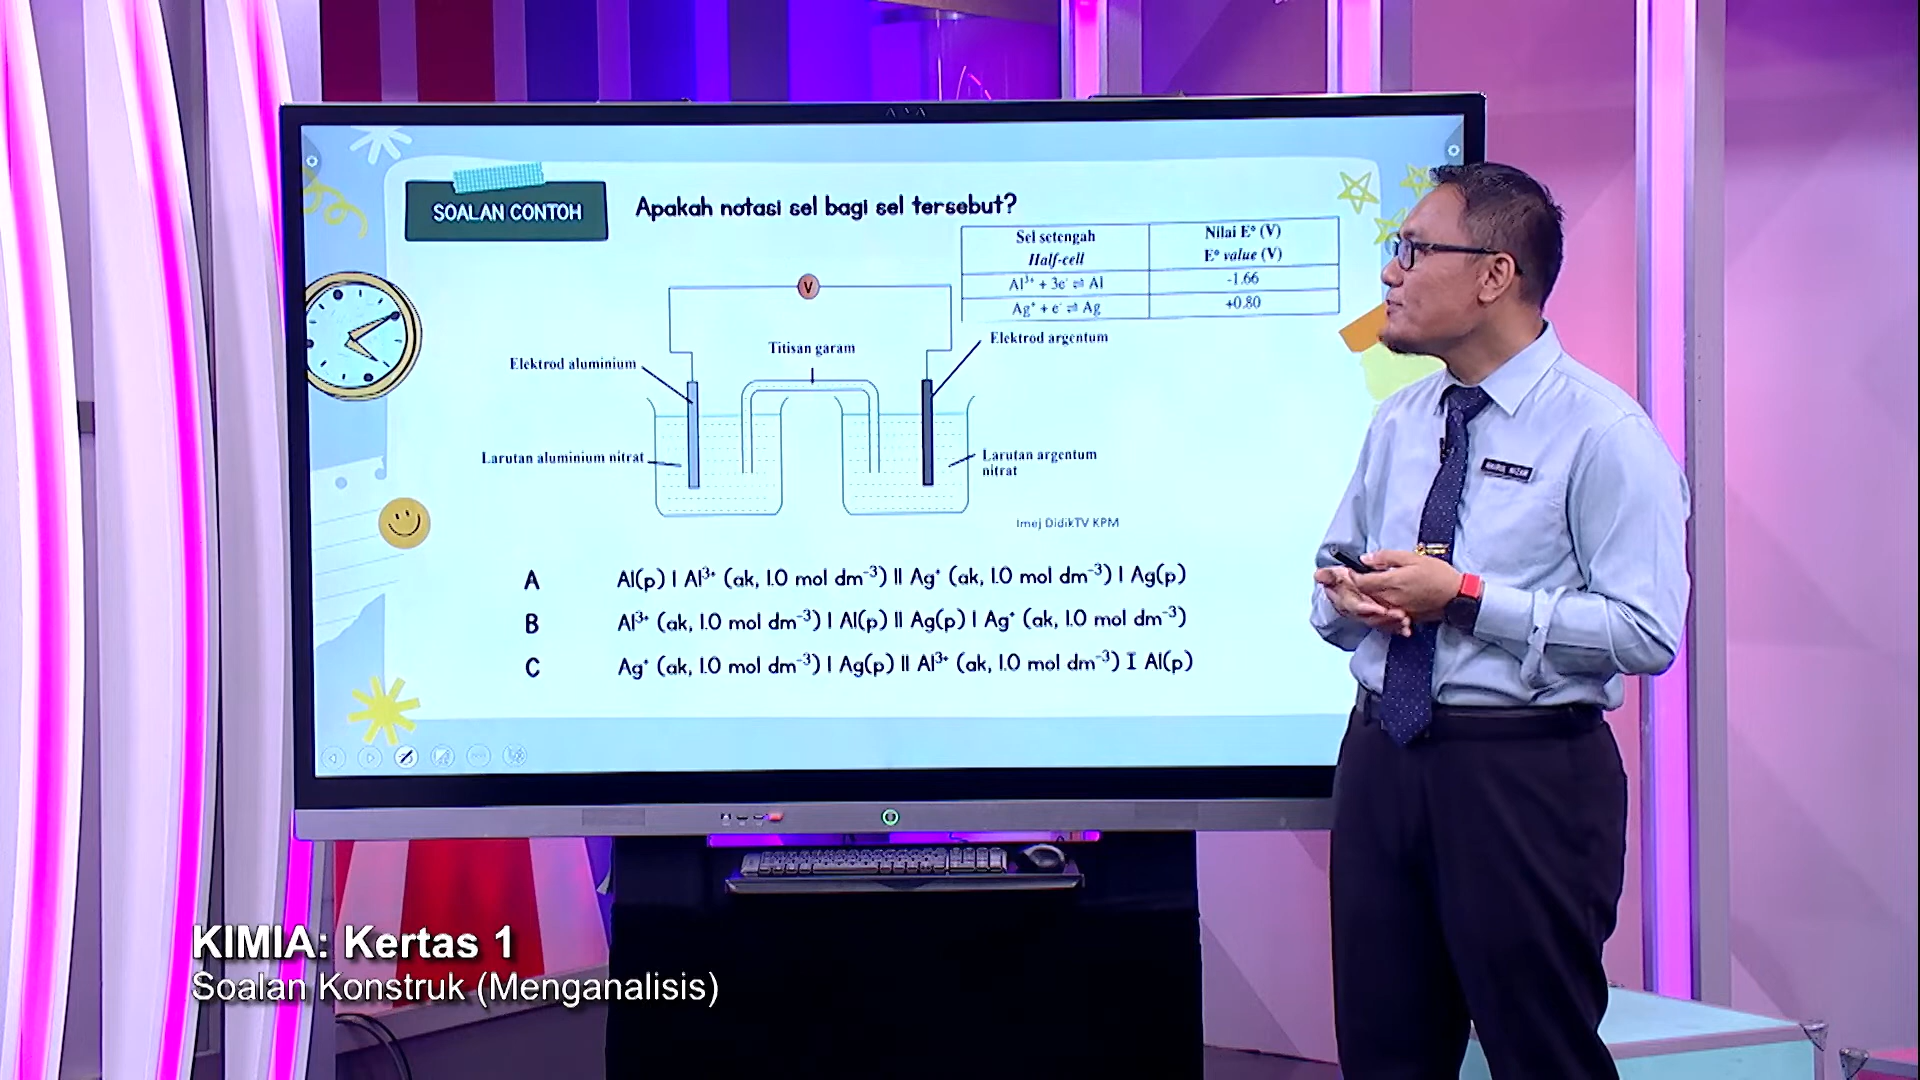 SOALAN CONTOH
Apakah notasi sel bagi sel tersebut?
Sel setengah
Half-cell
Nilai E° (V)
E° value (V)
Al³⁺ + 3e⁻ ⇌ Al
-1.66
Ag⁺ + e⁻ ⇌ Ag
+0.80
V
Elektrod argentum
Titisan garam
Elektrod aluminium
Larutan aluminium nitrat
Larutan argentum
nitrat
Imej DidikTV KPM
A Al(p) | Al³⁺ (ak, 1.0 mol dm⁻³) || Ag⁺ (ak, 1.0 mol dm⁻³) | Ag(p)
B Al³⁺ (ak, 1.0 mol dm⁻³) | Al(p) || Ag(p) | Ag⁺ (ak, 1.0 mol dm⁻³)
C Ag⁺ (ak, 1.0 mol dm⁻³) | Ag(p) || Al³⁺ (ak, 1.0 mol dm⁻³) | Al(p)
KIMIA: Kertas 1
Soalan Konstruk (Menganalisis)